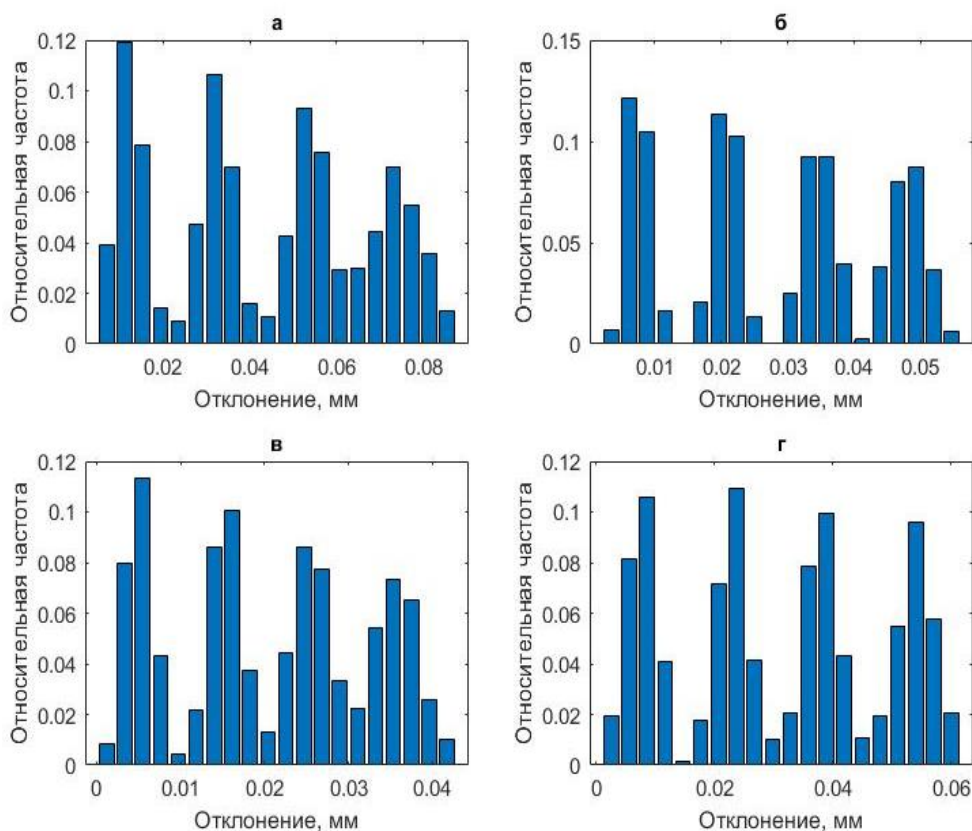 а
0.12
0.1
0.08
0.06
0.04
0.02
0
Относительная частота
0.02 0.04 0.06 0.08
Отклонение, мм
б
0.15
0.1
0.05
0
Относительная частота
0.01 0.02 0.03 0.04 0.05
Отклонение, мм
в
0.12
0.1
0.08
0.06
0.04
0.02
0
Относительная частота
0 0.01 0.02 0.03 0.04
Отклонение, мм
г
0.12
0.1
0.08
0.06
0.04
0.02
0
Относительная частота
0 0.02 0.04 0.06
Отклонение, мм